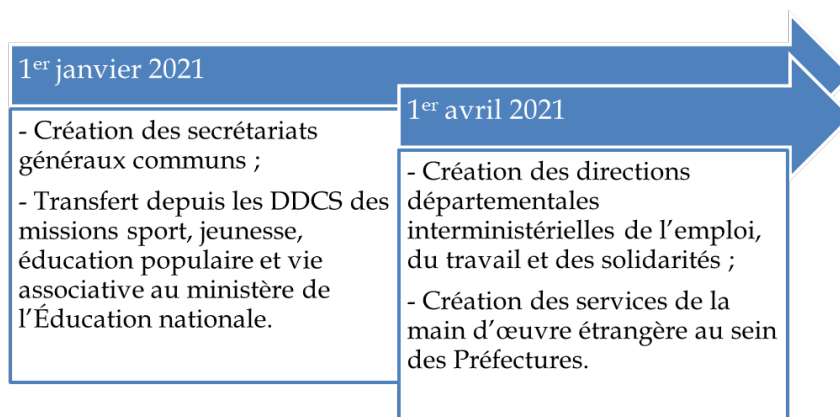 1er janvier 2021
- Création des secrétariats
généraux communs ;
- Transfert depuis les DDCS des
missions sport, jeunesse,
éducation populaire et vie
associative au ministère de
l’Éducation nationale.
1er avril 2021
- Création des directions
départementales
interministérielles de l’emploi,
du travail et des solidarités ;
- Création des services de la
main d’œuvre étrangère au sein
des Préfectures.